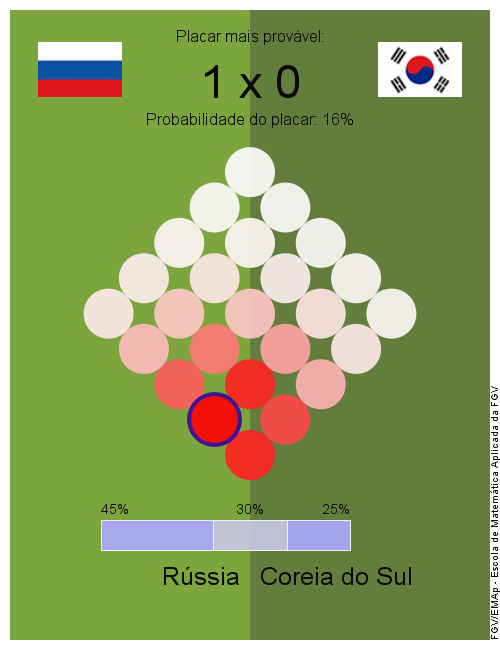 Placar mais provável:
1 x 0
Probabilidade do placar: 16%
45%
30%
25%
Rússia
Coreia do Sul
FGV/EMAp - Escola de Matemática Aplicada da FGV